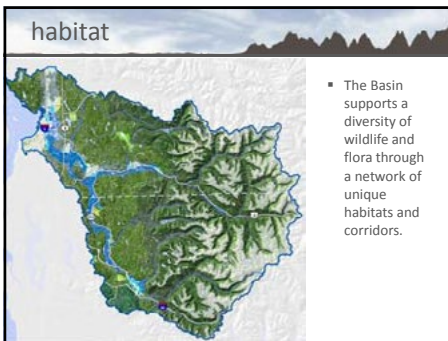 habitat
▪ The Basin
supports a
diversity of
wildlife and
flora through
a network of
unique
habitats and
corridors.